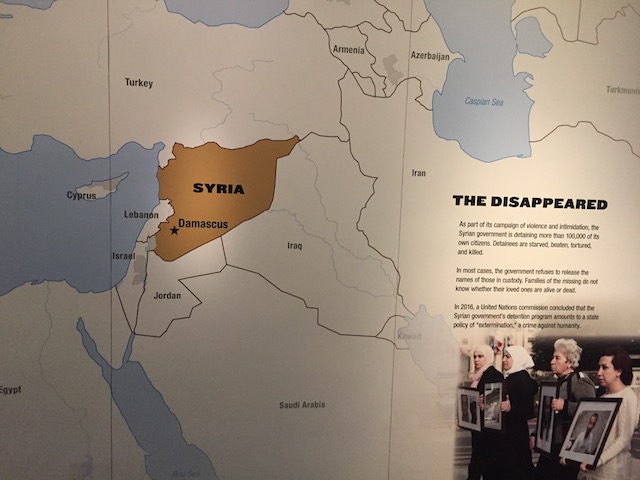 Armenia
Azerbaijan
Turkey
Caspian Sea
Turkmenis
Iran
SYRIA
Cyprus
Lebanon
Damascus
Israel
Iraq
Jordan
Kuwait
Egypt
Saudi Arabia
Red Sea
THE DISAPPEARED
As part of its campaign of violence and intimidation, the
Syrian government is detaining more than 100,000 of its
own citizens. Detainees are starved, beaten, tortured,
and killed.
In most cases, the government refuses to release the
names of those in custody. Families of the missing do not
know whether their loved ones are alive or dead.
In 2016, a United Nations commission concluded that the
Syrian government's detention program amounts to a state
policy of "extermination," a crime against humanity.